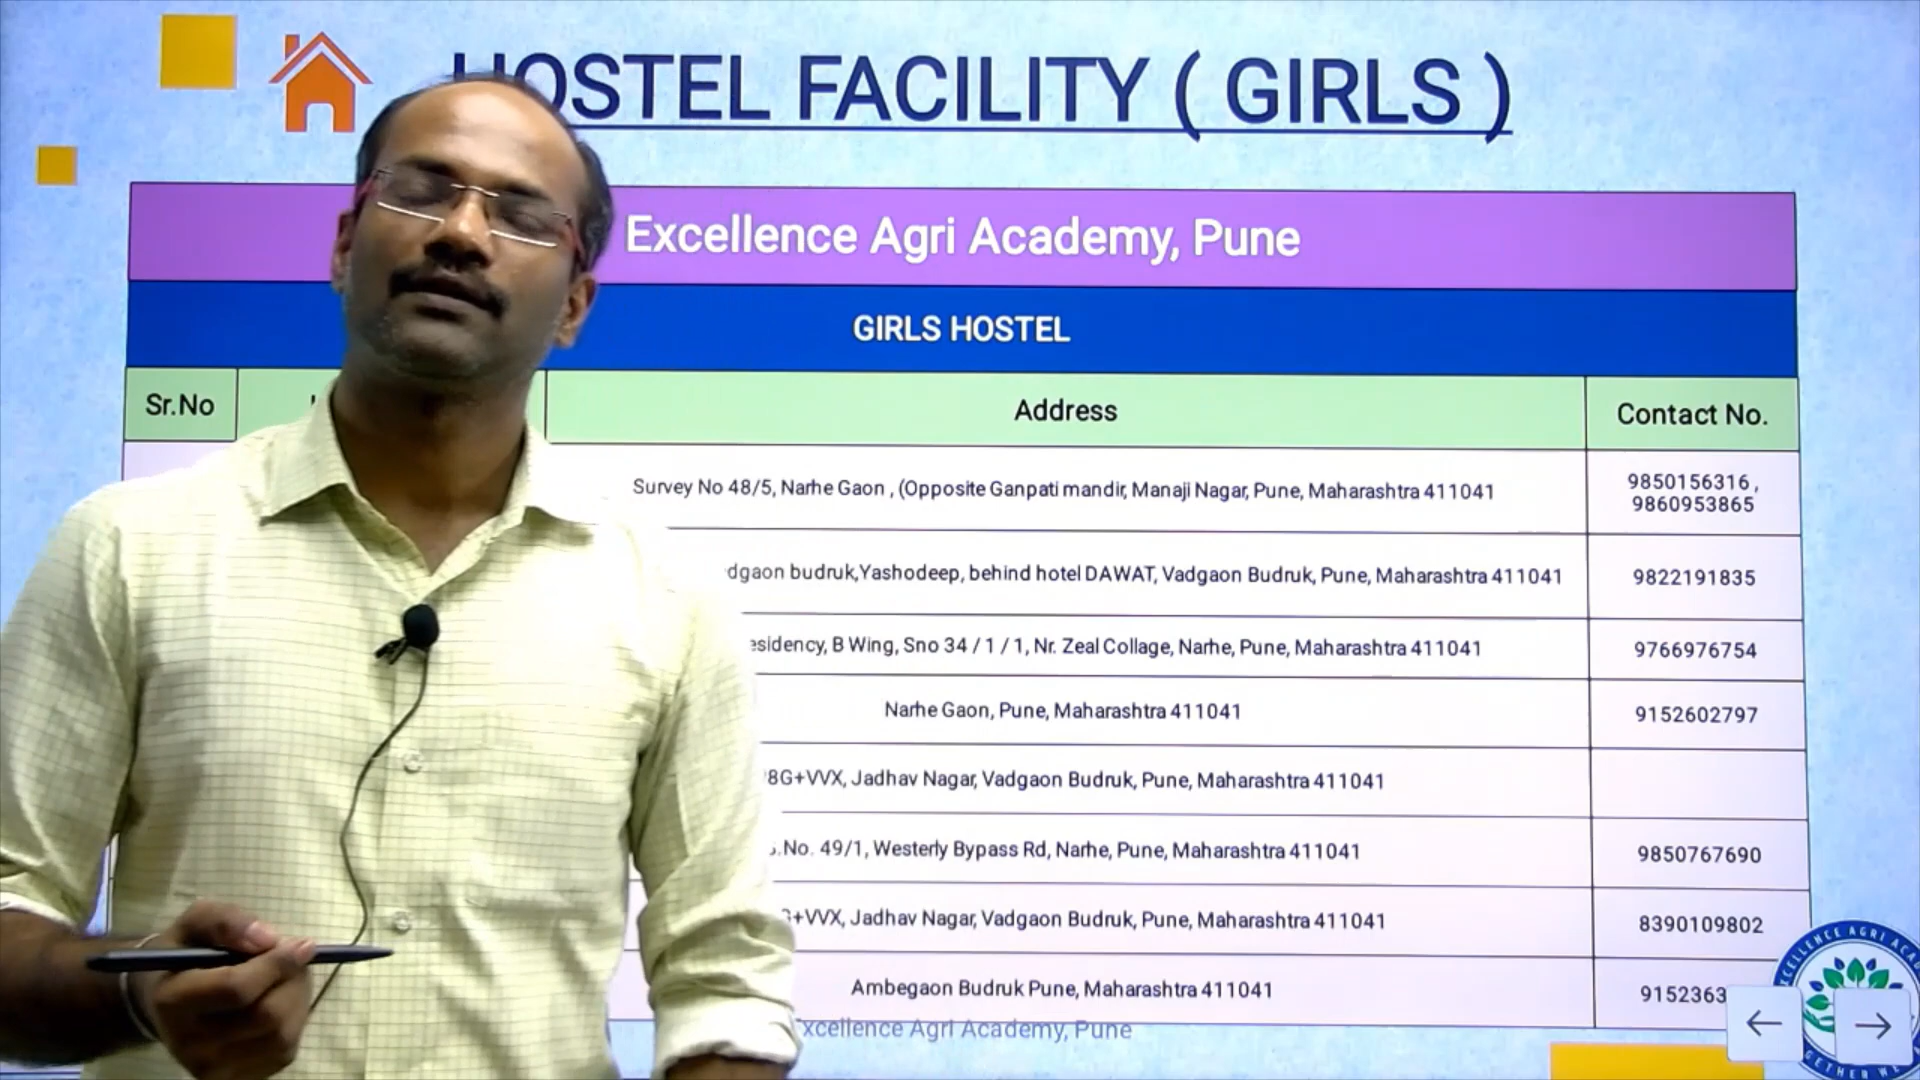 HOSTEL FACILITY ( GIRLS )
Excellence Agri Academy, Pune
GIRLS HOSTEL
Sr.No
Address
Contact No.
Survey No 48/5, Narhe Gaon , (Opposite Ganpati mandir, Manaji Nagar, Pune, Maharashtra 411041
9850156316 ,
9860953865
budruk,Yashodeep, behind hotel DAWAT, Vadgaon Budruk, Pune, Maharashtra 411041
9822191835
B Wing, Sno 34 / 1 / 1, Nr. Zeal Collage, Narhe, Pune, Maharashtra 411041
9766976754
Narhe Gaon, Pune, Maharashtra 411041
9152602797
8G+VVX, Jadhav Nagar, Vadgaon Budruk, Pune, Maharashtra 411041
.No. 49/1, Westerly Bypass Rd, Narhe, Pune, Maharashtra 411041
9850767690
+VVX, Jadhav Nagar, Vadgaon Budruk, Pune, Maharashtra 411041
8390109802
Ambegaon Budruk Pune, Maharashtra 411041
9152363
Excellence Agri Academy, Pune